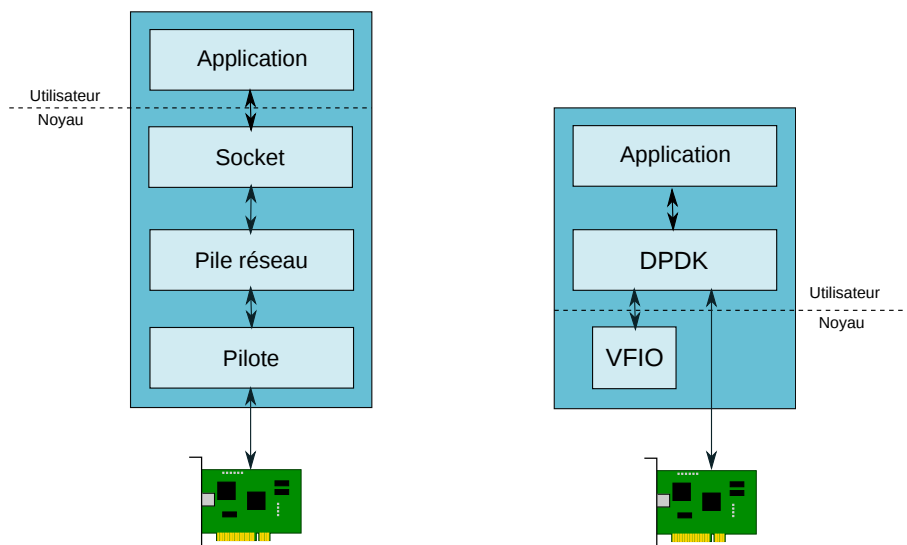 Application
Utilisateur
Noyau
Socket
Pile réseau
Pilote
Application
DPDK
Utilisateur
Noyau
VFIO